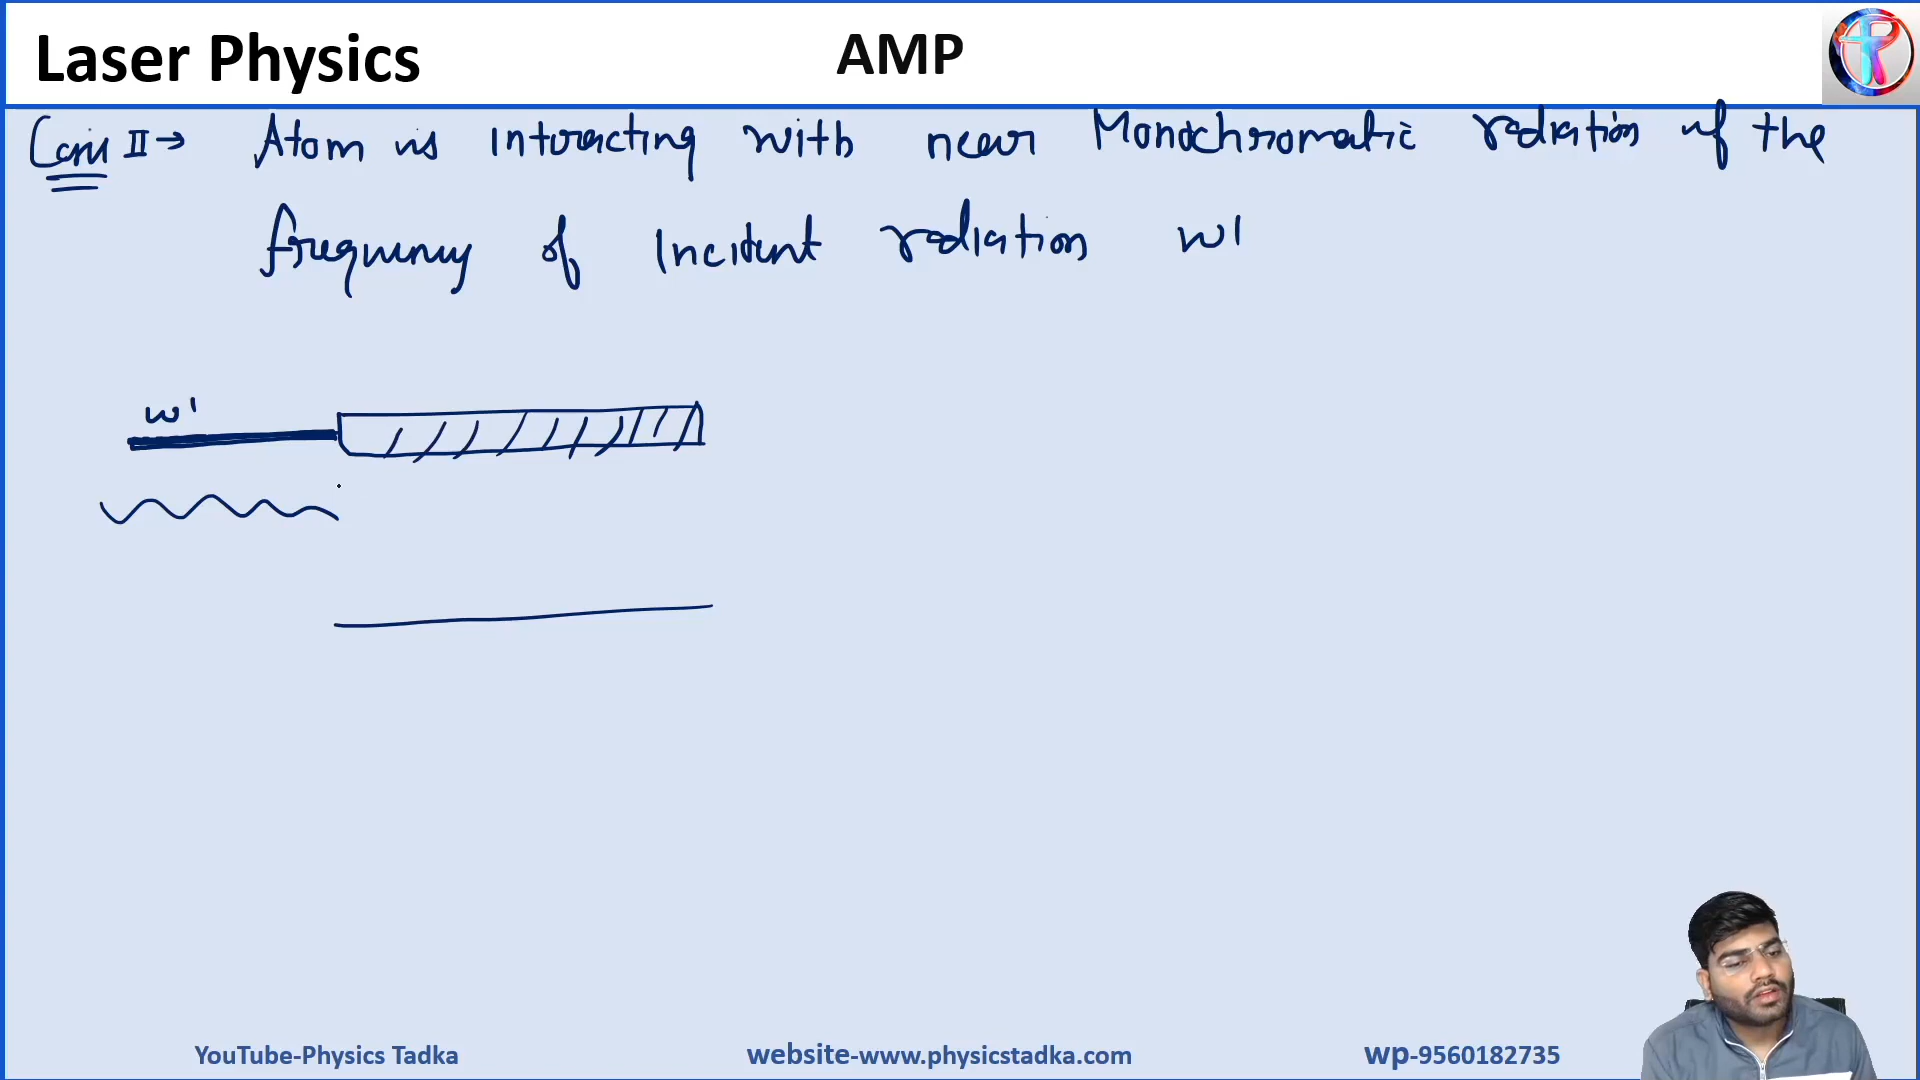 Laser Physics
AMP
Case II → Atom is Interacting with near Monochromatic radiation if the
frequency of Incident radiation w'
w'
YouTube-Physics Tadka
website-www.physicstadka.com
wp-9560182735